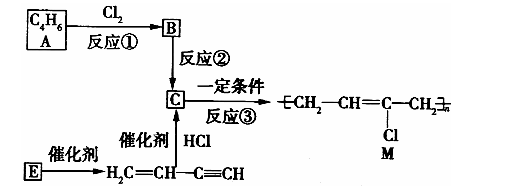 C₄H₆ A Cl₂ 反应① B
反应②
C 一定条件 反应③ ⁅CH₂—CH=C—CH₂⁆ₙ
Cl
M
催化剂 HCl
E 催化剂 H₂C=CH—C≡CH